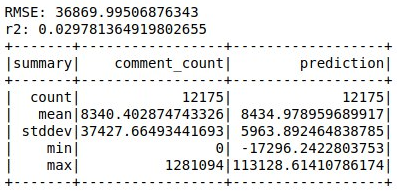 RMSE: 36869.99506876343
r2: 0.029781364919802655
+-------+------------------+-------------------+
|summary|     comment_count|         prediction|
+-------+------------------+-------------------+
|  count|             12175|              12175|
|   mean|8340.402874743326| 8434.978959689917|
| stddev|37427.66493441693| 5963.892464838785|
|    min|                 0| -17296.2422803753|
|    max|           1281094|113128.61410786174|
+-------+------------------+-------------------+